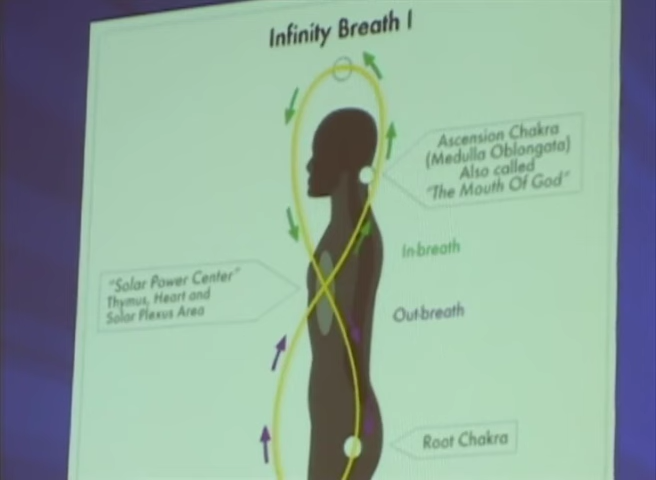 Infinity Breath I
Ascension Chakra
(Medulla Oblongata)
Also called
"The Mouth Of God"
In-breath
"Solar Power Center"
Thymus, Heart and
Solar Plexus Area
Out-breath
Root Chakra